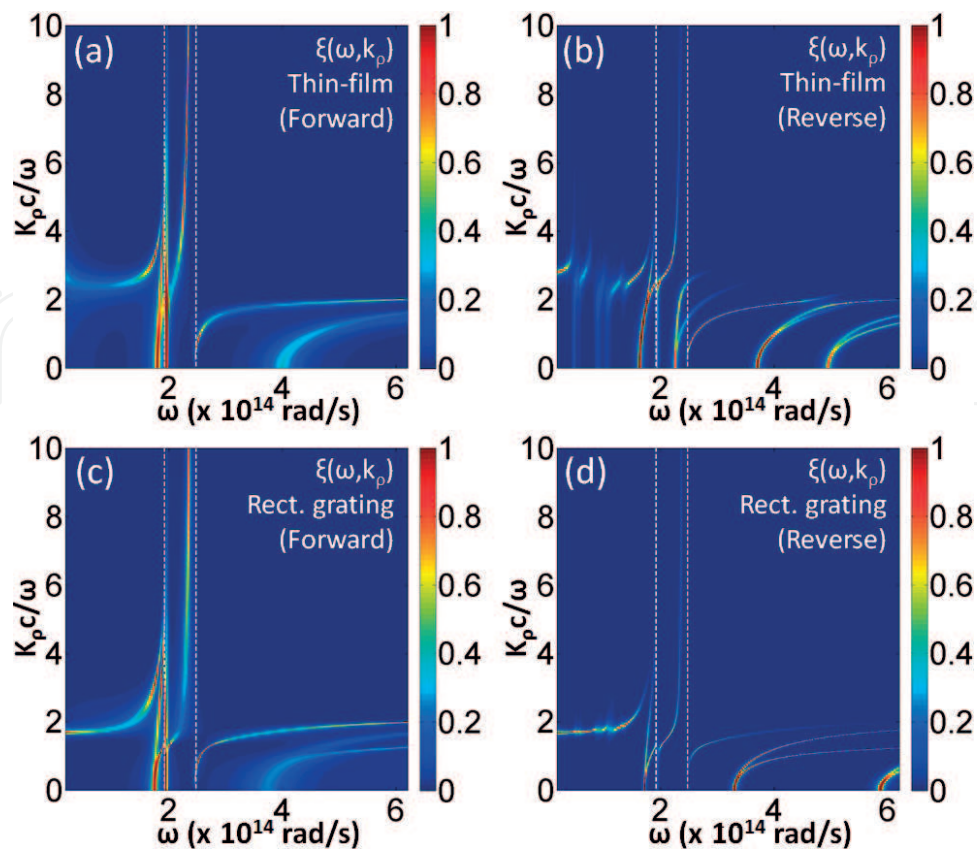 (a)
ξ(ω,kρ)
Thin-film
(Forward)
Kρc/ω
10
8
6
4
2
0
2
4
6
ω (x 10¹⁴ rad/s)
1
0.8
0.6
0.4
0.2
0
(b)
ξ(ω,kρ)
Thin-film
(Reverse)
Kρc/ω
10
8
6
4
2
0
2
4
6
ω (x 10¹⁴ rad/s)
1
0.8
0.6
0.4
0.2
0
(c)
ξ(ω,kρ)
Rect. grating
(Forward)
Kρc/ω
10
8
6
4
2
0
2
4
6
ω (x 10¹⁴ rad/s)
1
0.8
0.6
0.4
0.2
0
(d)
ξ(ω,kρ)
Rect. grating
(Reverse)
Kρc/ω
10
8
6
4
2
0
2
4
6
ω (x 10¹⁴ rad/s)
1
0.8
0.6
0.4
0.2
0